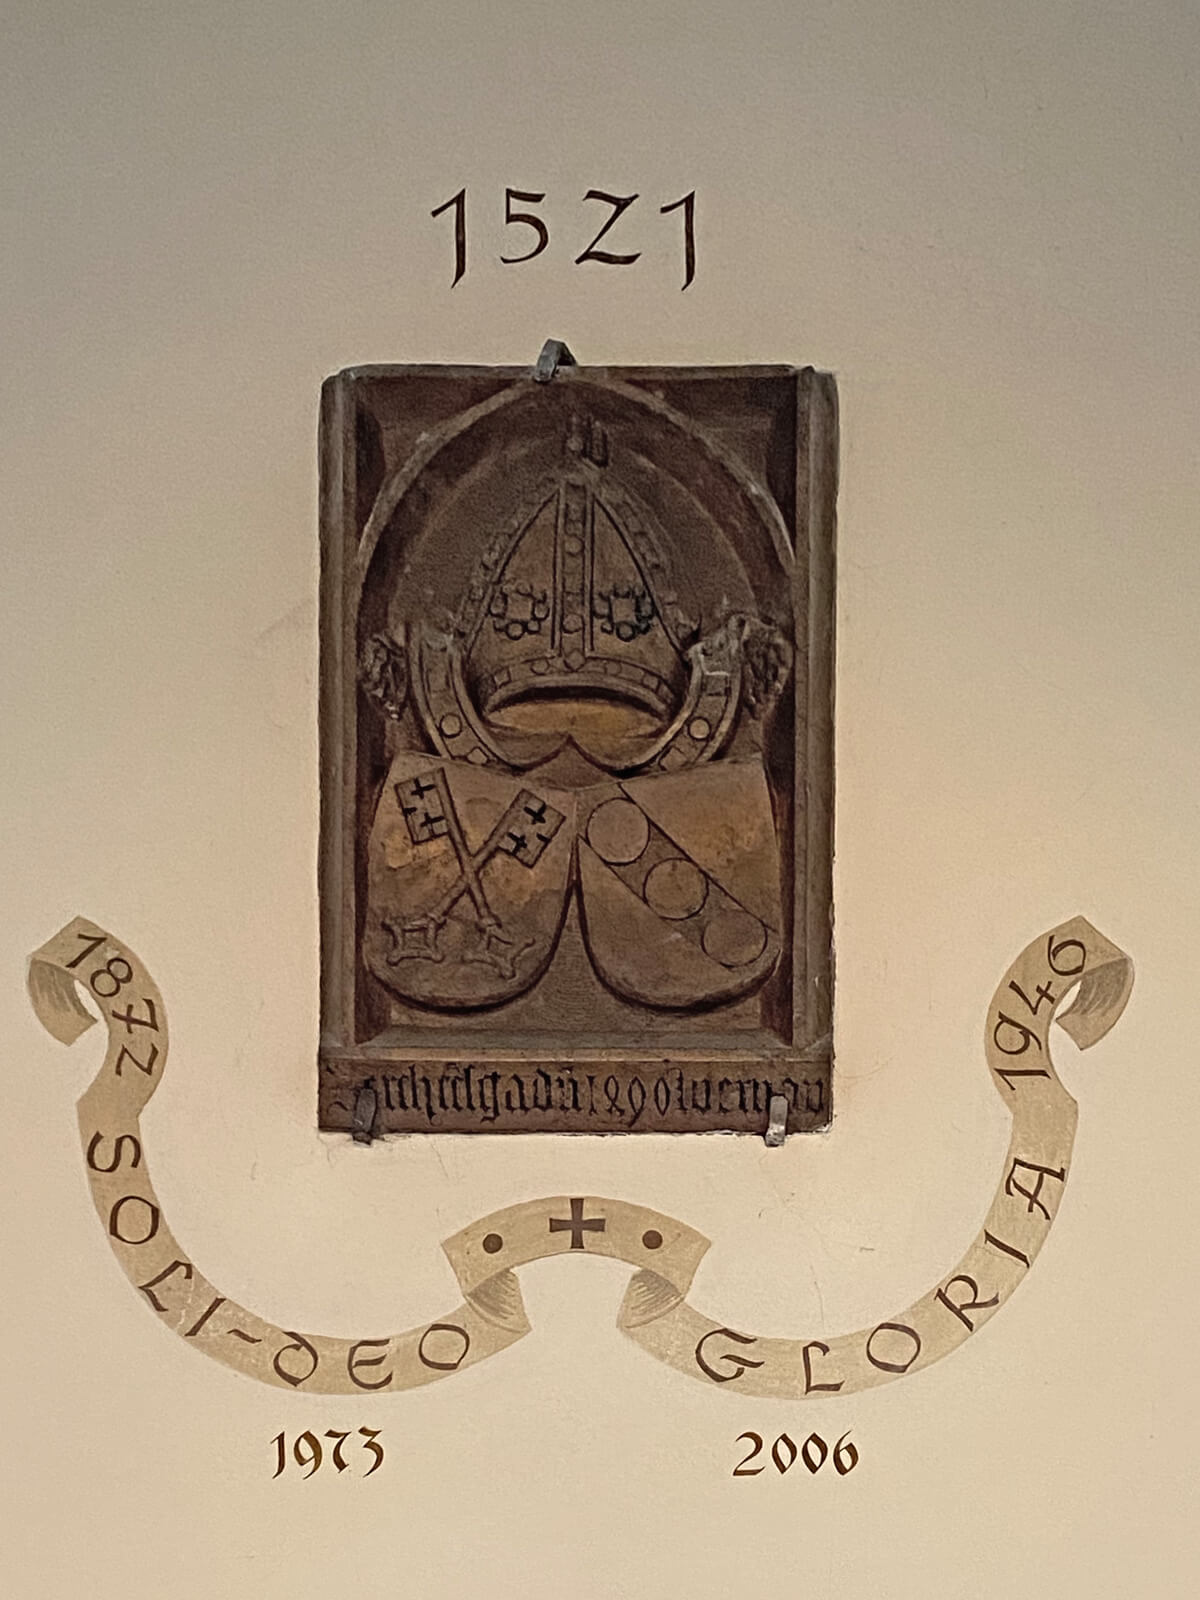 1521
1872 SOLI-DEO + GLORIA 1946
1973 2006